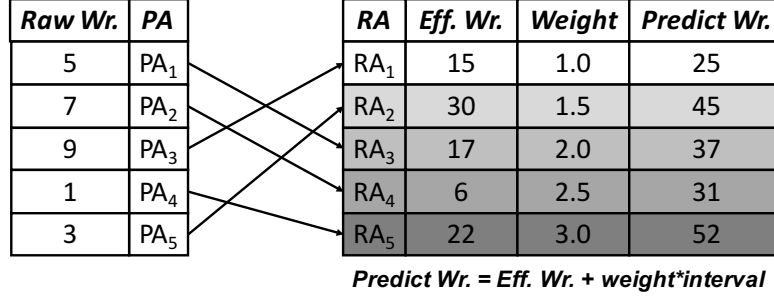 Raw Wr. PA RA Eff. Wr. Weight Predict Wr.
5 PA₁ RA₁ 15 1.0 25
7 PA₂ RA₂ 30 1.5 45
9 PA₃ RA₃ 17 2.0 37
1 PA₄ RA₄ 6 2.5 31
3 PA₅ RA₅ 22 3.0 52
Predict Wr. = Eff. Wr. + weight*interval